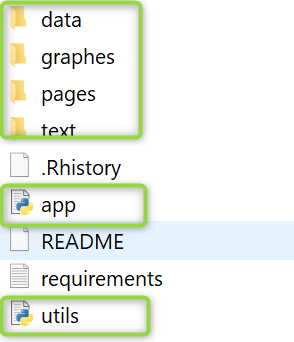 data
graphes
pages
text
.Rhistory
app
README
requirements
utils